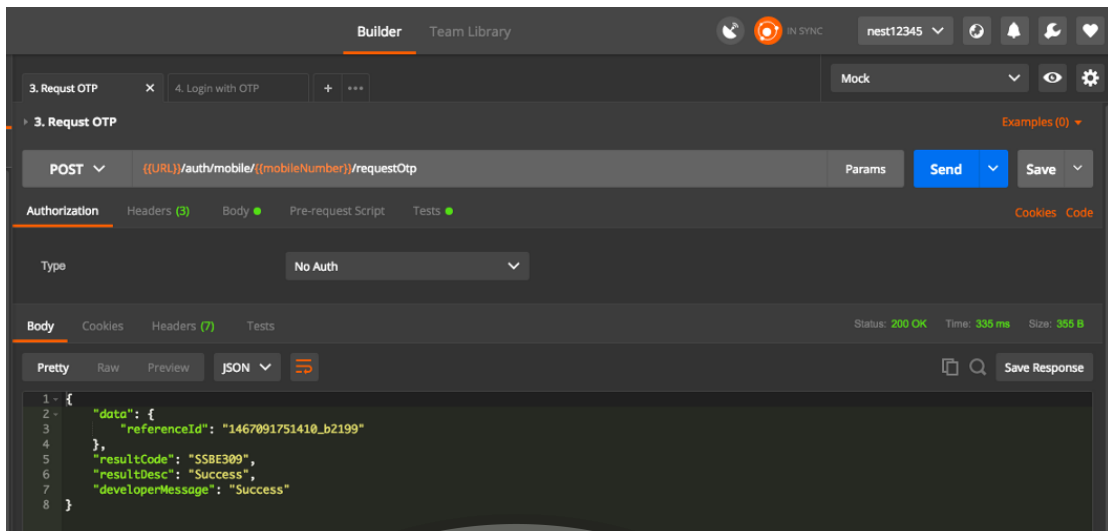 Builder Team Library IN SYNC nest12345
3. Requst OTP 4. Login with OTP + ••• Mock
3. Requst OTP Examples (0)
POST {{URL}}/auth/mobile/{{mobileNumber}}/requestOtp Params Send Save
Authorization Headers (3) Body Pre-request Script Tests Cookies Code
Type No Auth
Body Cookies Headers (7) Tests Status: 200 OK Time: 335 ms Size: 355 B
Pretty Raw Preview JSON Save Response
1 {
2 "data": {
3 "referenceId": "1467091751410_b2199"
4 },
5 "resultCode": "SSBE309",
6 "resultDesc": "Success",
7 "developerMessage": "Success"
8 }